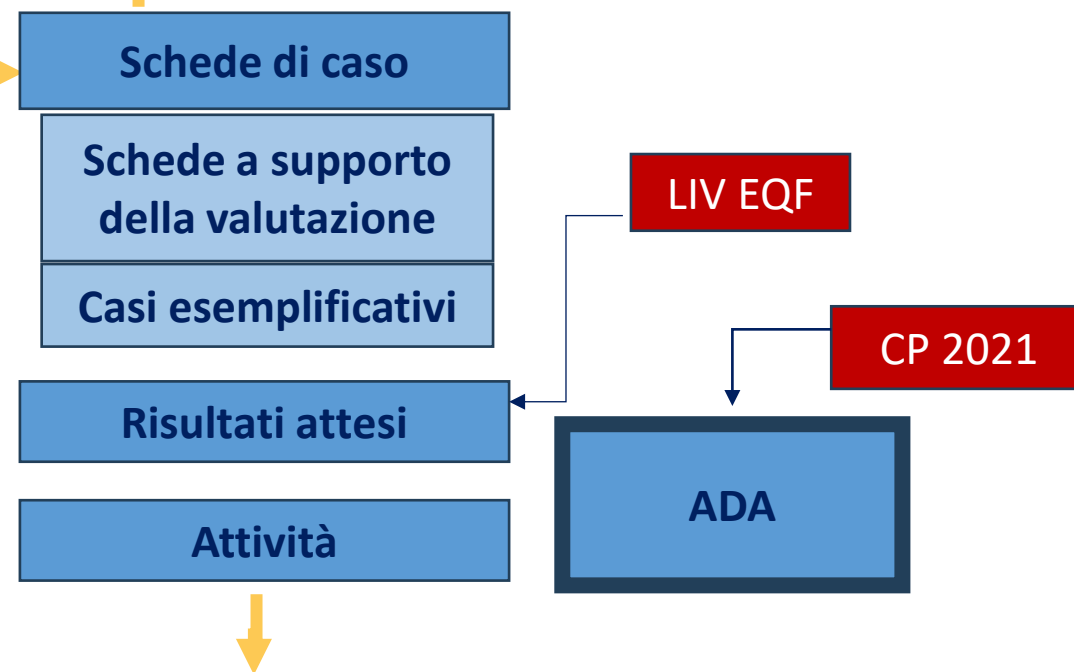 Schede di caso
Schede a supporto
della valutazione
Casi esemplificativi
LIV EQF
CP 2021
Risultati attesi
ADA
Attività